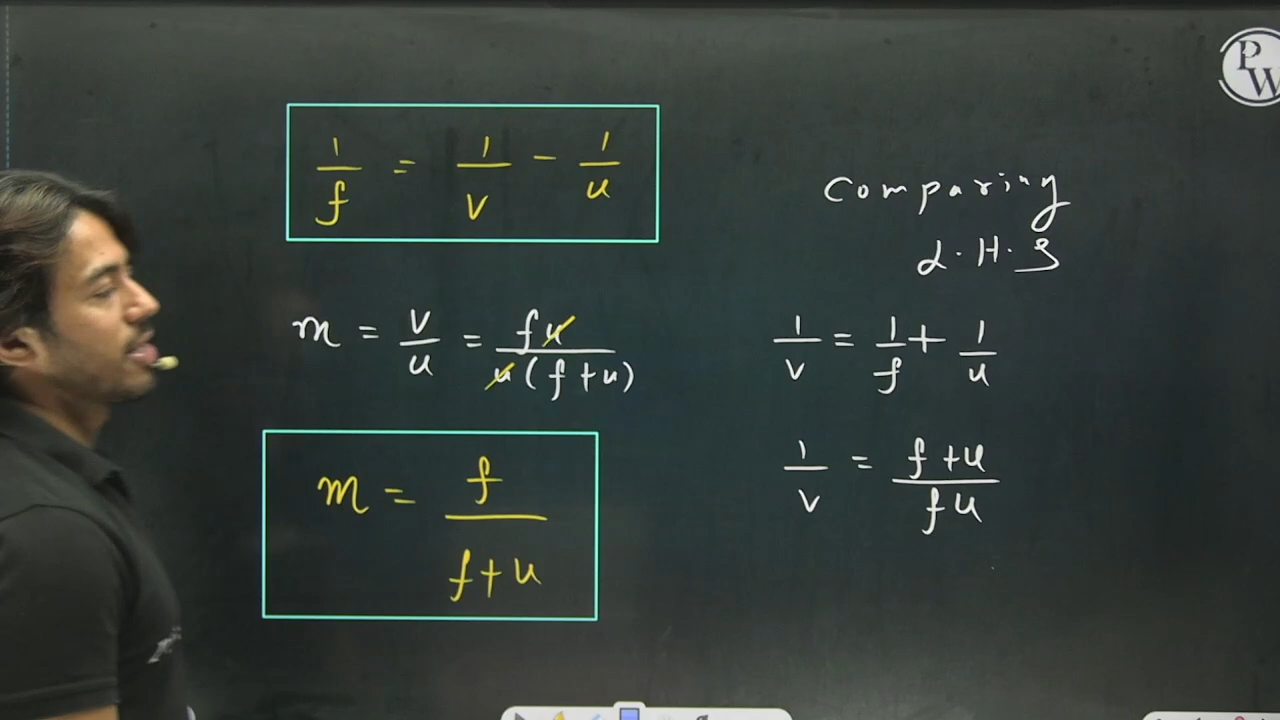 PW
1/f = 1/v - 1/u
Comparing
L.H.S
m = v/u = fu/u(f+u)
1/v = 1/f + 1/u
m = f/f+u
1/v = f+u/fu